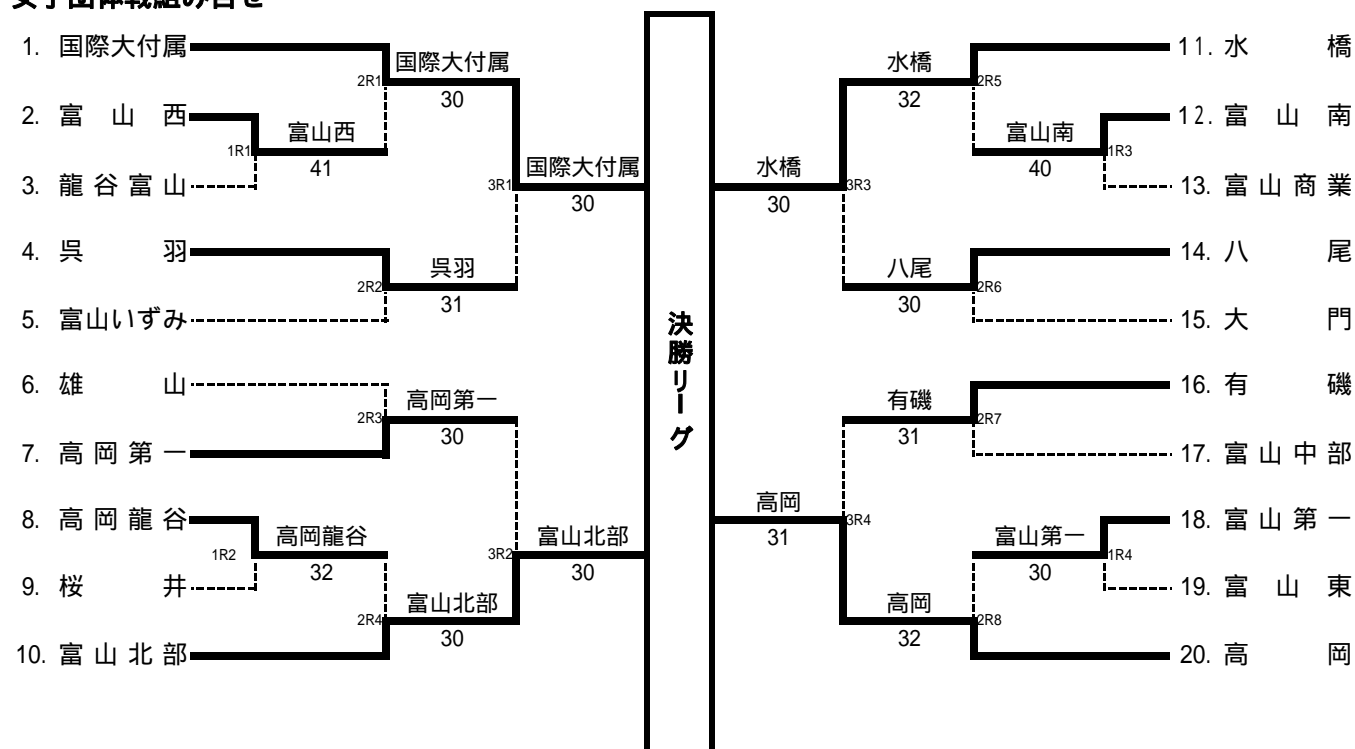 女子団体戦組み合せ
1. 国際大付属
2. 富山西
3. 龍谷富山
4. 呉羽
5. 富山いずみ
6. 雄山
7. 高岡第一
8. 高岡龍谷
9. 桜井
10. 富山北部
1R1
富山西
41
1R2
高岡龍谷
32
2R1
国際大付属
30
2R2
呉羽
31
2R3
高岡第一
30
2R4
富山北部
30
3R1
国際大付属
30
3R2
富山北部
30
決勝リーグ
水橋
30
3R3
高岡
31
3R4
水橋
32
2R5
八尾
30
2R6
有磯
31
2R7
高岡
32
2R8
富山南
40
1R3
富山第一
30
1R4
11. 水橋
12. 富山南
13. 富山商業
14. 八尾
15. 大門
16. 有磯
17. 富山中部
18. 富山第一
19. 富山東
20. 高岡